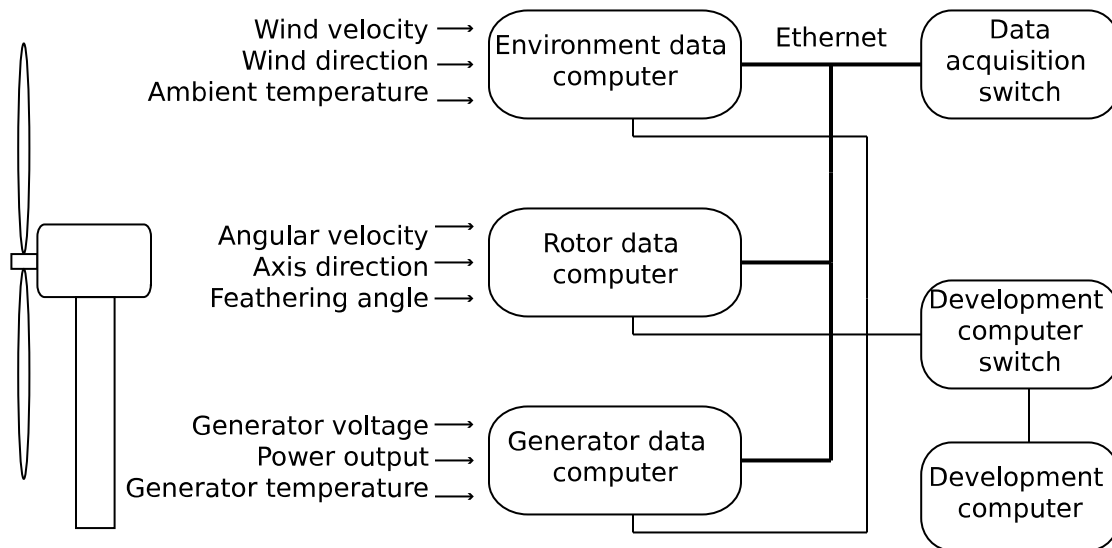 Wind velocity
Wind direction
Ambient temperature
Environment data
computer
Ethernet
Data
acquisition
switch
Angular velocity
Axis direction
Feathering angle
Rotor data
computer
Development
computer
switch
Generator voltage
Power output
Generator temperature
Generator data
computer
Development
computer